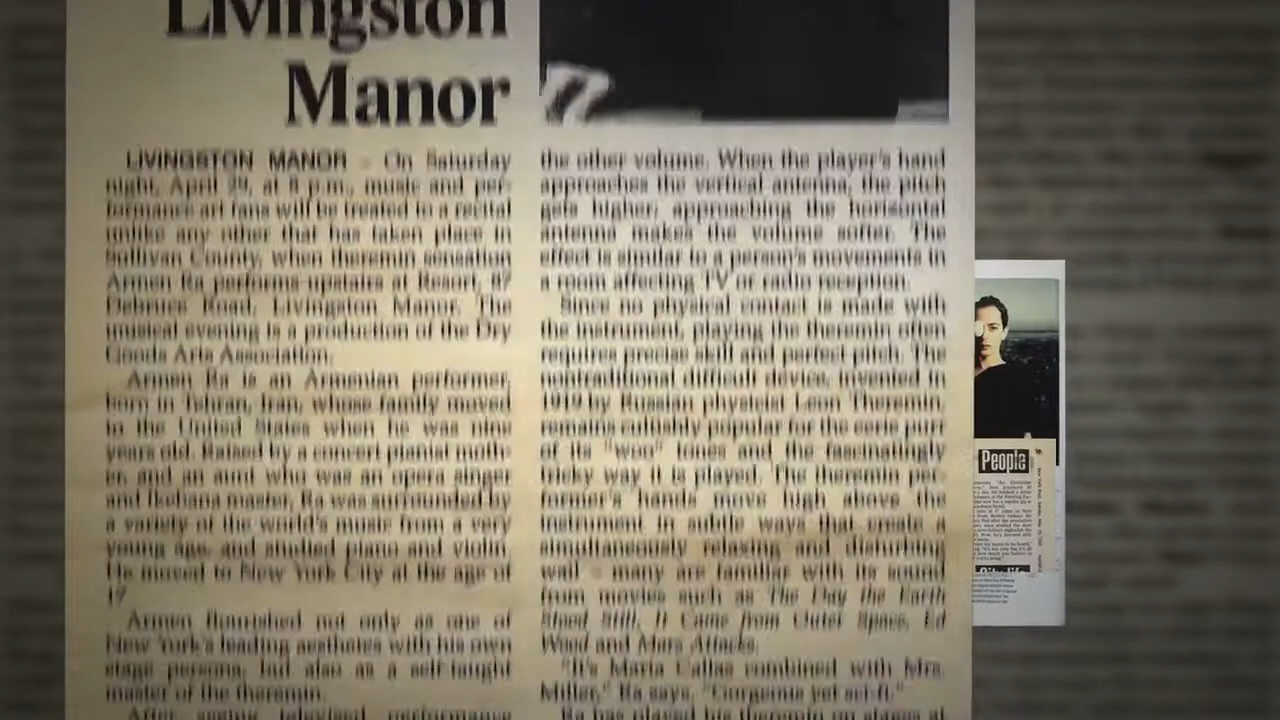 Livingston
Manor
LIVINGSTON MANOR - On Saturday
night, April 29, at 8 p.m., music and per-
formance art fans will be treated to a recital
unlike any other that has taken place in
Sullivan County, when theremin sensation
Armen Ra performs upstairs at Resort, 87
Road, Livingston Manor. The
musical evening is a production of the Dry
Goods Arts Association.
Armen Ra is an Armenian performer,
born in Tehran, Iran, whose family moved
to the United States when he was nine
years old. Raised by a concert pianist moth-
er, and an aunt who was an opera singer
and Ikebana master, Ra was surrounded by
a variety of the world's music from a very
young age, and studied piano and violin.
He moved to New York City at the age of
17.
Armen flourished not only as one of
New York's leading aesthetes with his own
stage persona, but also as a self-taught
master of the theremin.
After seeing televised performance
the other volume. When the player's hand
approaches the vertical antenna, the pitch
gets higher; approaching the horizontal
antenna makes the volume softer. The
effect is similar to a person's movements in
a room affecting TV or radio reception.
Since no physical contact is made with
the instrument, playing the theremin often
requires precise skill and perfect pitch. The
nontraditional difficult device, invented in
1919 by Russian physicist Leon Theremin,
remains cultishly popular for the eerie purr
of its "woo" tones and the fascinatingly
tricky way it is played. The theremin per-
former's hands move high above the
instrument in subtle ways that create a
simultaneously relaxing and disturbing
wail - many are familiar with its sound
from movies such as The Day the Earth
Stood Still, It Came from Outer Space, Ed
Wood and Mars Attacks.
"It's Maria Callas combined with Mrs.
Miller," Ra says. "Gorgeous yet sci-fi."
Ra has played his theremin on stages at
People